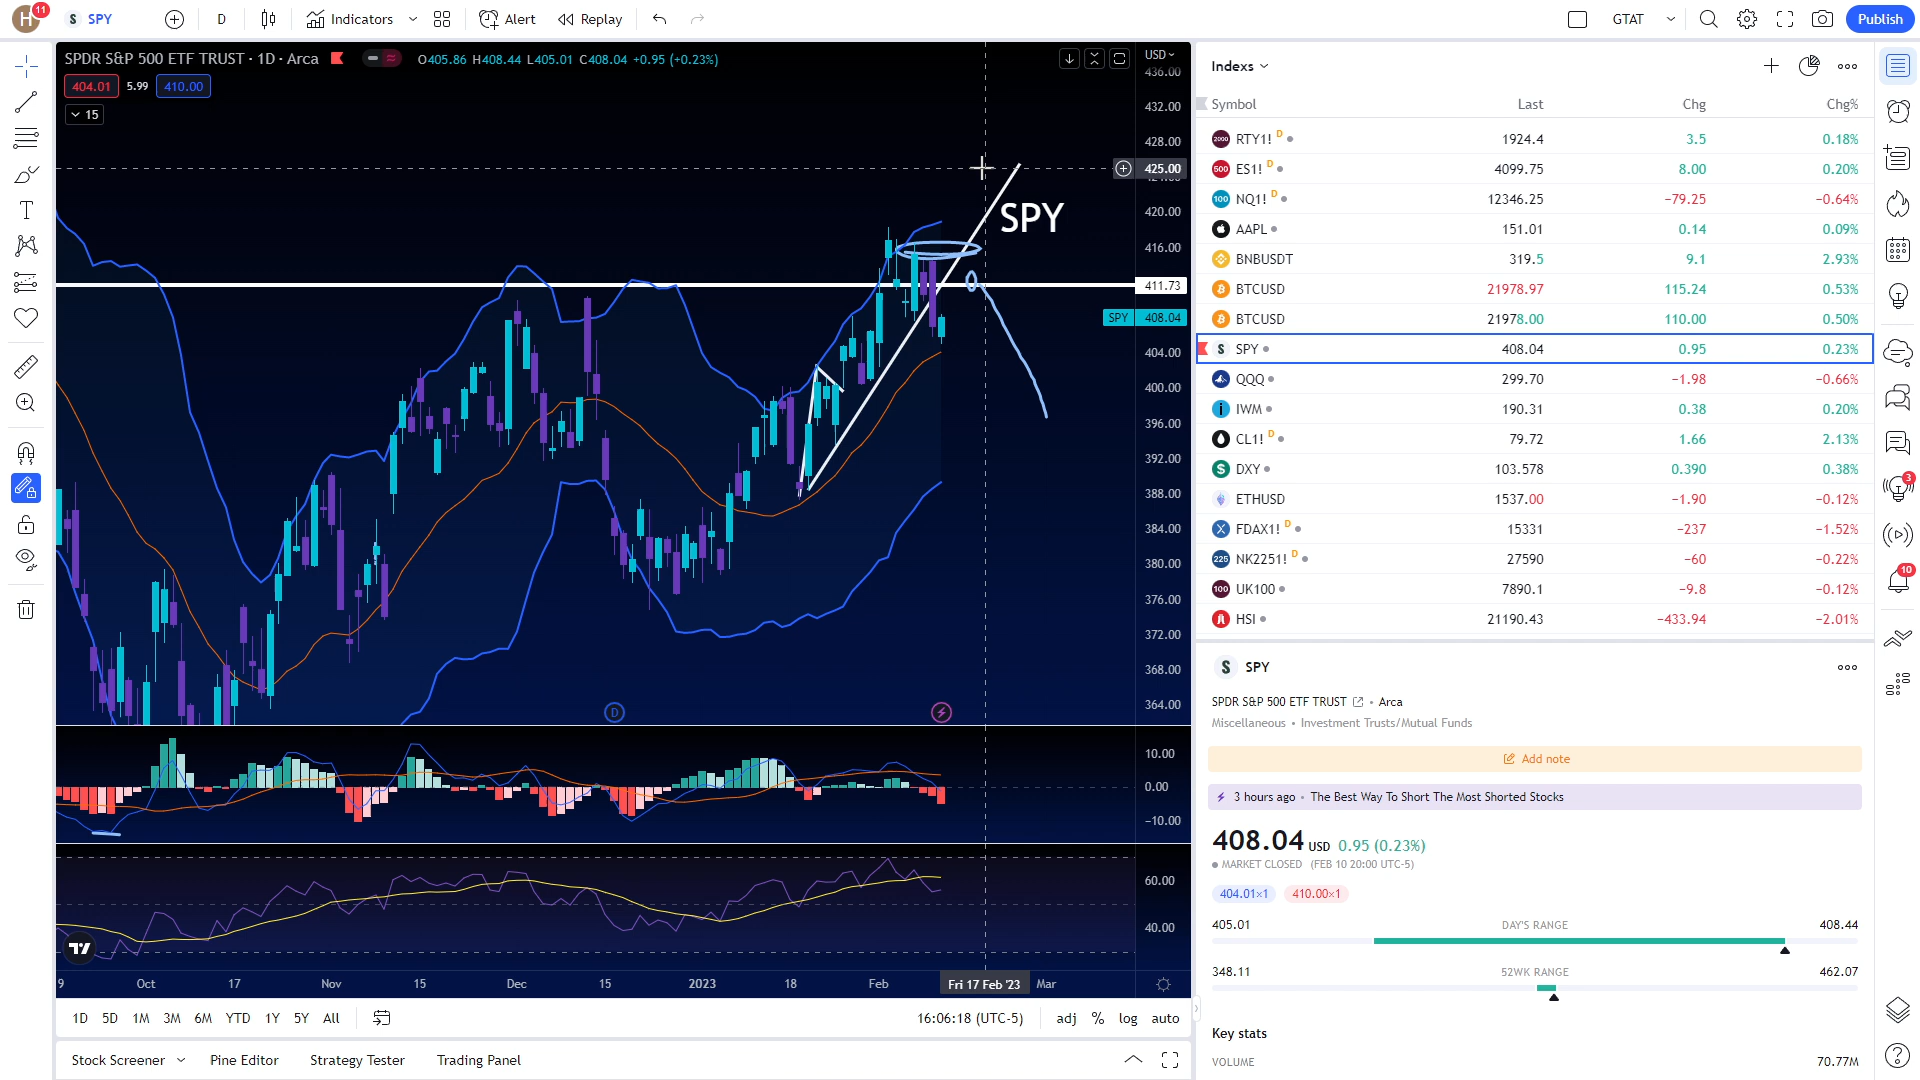 H 11 S SPY D Indicators Alert Replay GTAT Publish
SPDR S&P 500 ETF TRUST · 1D · Arca O405.86 H408.44 L405.01 C408.04 +0.95 (+0.23%)
404.01 5.99 410.00
15
USD
436.00
432.00
428.00
425.00
420.00
416.00
411.73
SPY 408.04
404.00
400.00
396.00
392.00
388.00
384.00
380.00
376.00
372.00
368.00
364.00
SPY
D
10.00
0.00
−10.00
60.00
40.00
9 Oct 17 Nov 15 Dec 15 2023 18 Feb Fri 17 Feb '23 Mar
1D 5D 1M 3M 6M YTD 1Y 5Y All 16:06:18 (UTC-5) adj % log auto
Stock Screener Pine Editor Strategy Tester Trading Panel
Indexs
Symbol Last Chg Chg%
2000 RTY1! D 1924.4 3.5 0.18%
500 ES1! D 4099.75 8.00 0.20%
100 NQ1! D 12346.25 −79.25 −0.64%
AAPL 151.01 0.14 0.09%
BNBUSDT 319.5 9.1 2.93%
BTCUSD 21978.97 115.24 0.53%
BTCUSD 21978.00 110.00 0.50%
S SPY 408.04 0.95 0.23%
QQQ 299.70 −1.98 −0.66%
i IWM 190.31 0.38 0.20%
CL1! D 79.72 1.66 2.13%
$ DXY 103.578 0.390 0.38%
ETHUSD 1537.00 −1.90 −0.12%
X FDAX1! D 15331 −237 −1.52%
225 NK2251! D 27590 −60 −0.22%
100 UK100 7890.1 −9.8 −0.12%
HSI 21190.43 −433.94 −2.01%
S SPY
SPDR S&P 500 ETF TRUST • Arca
Miscellaneous • Investment Trusts/Mutual Funds
Add note
3 hours ago • The Best Way To Short The Most Shorted Stocks
408.04 USD 0.95 (0.23%)
MARKET CLOSED (FEB 10 20:00 UTC-5)
404.01×1 410.00×1
405.01 DAY'S RANGE 408.44
348.11 52WK RANGE 462.07
Key stats
VOLUME 70.77M
3
10